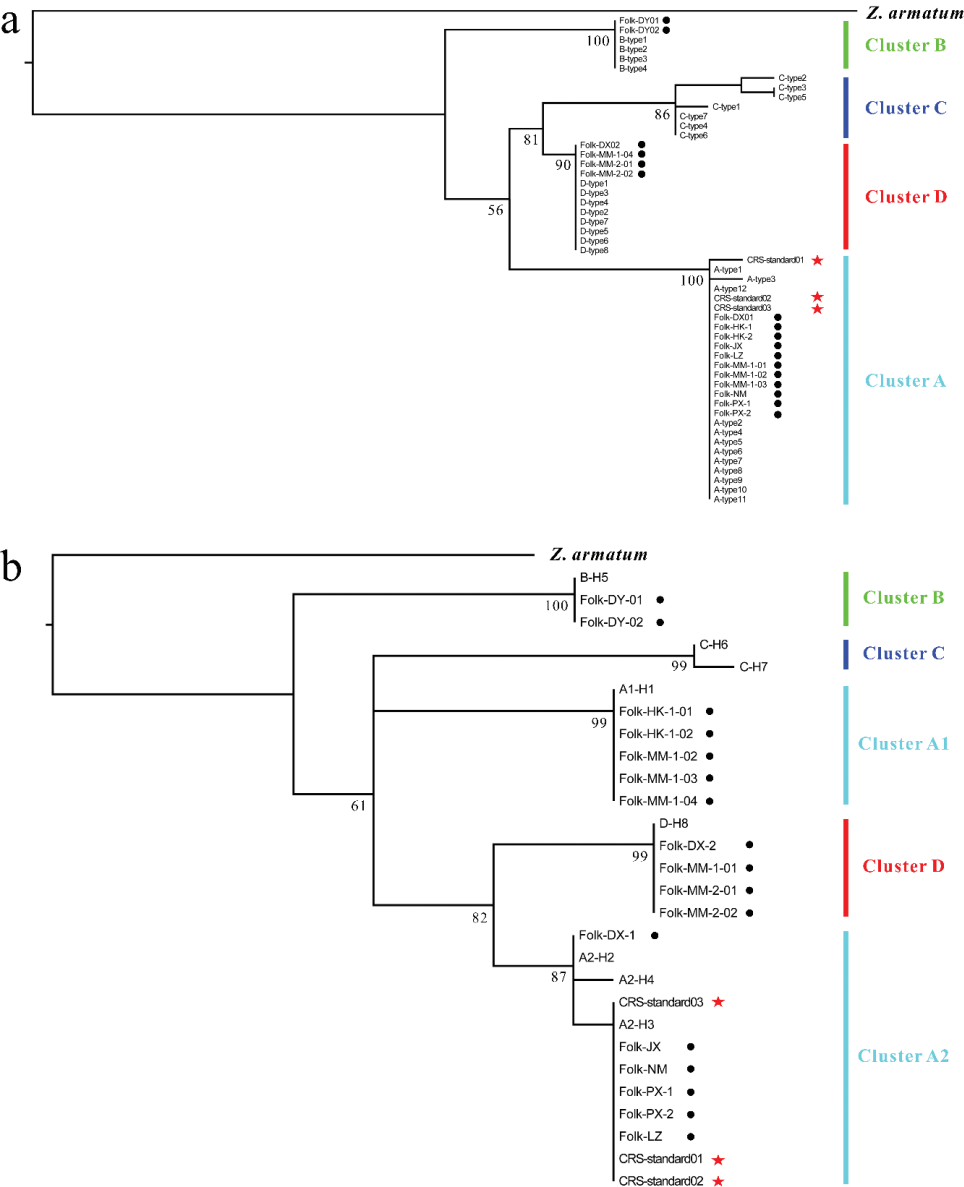 a
Z. armatum
Folk-DY01
Folk-DY02
B-type1
B-type2
B-type3
B-type4
100
Cluster B
C-type2
C-type3
C-type5
C-type1
C-type7
C-type4
C-type6
86
Cluster C
81
Folk-DX02
Folk-MM-1-04
Folk-MM-2-01
Folk-MM-2-02
D-type1
D-type3
D-type4
D-type2
D-type7
D-type5
D-type6
D-type8
90
Cluster D
56
CRS-standard01
A-type1
A-type3
A-type12
CRS-standard02
CRS-standard03
Folk-DX01
Folk-HK-1
Folk-HK-2
Folk-JX
Folk-LZ
Folk-MM-1-01
Folk-MM-1-02
Folk-MM-1-03
Folk-NM
Folk-PX-1
Folk-PX-2
A-type2
A-type4
A-type5
A-type6
A-type7
A-type8
A-type9
A-type10
A-type11
100
Cluster A
b
Z. armatum
B-H5
Folk-DY-01
Folk-DY-02
100
Cluster B
C-H6
C-H7
99
Cluster C
A1-H1
Folk-HK-1-01
Folk-HK-1-02
Folk-MM-1-02
Folk-MM-1-03
Folk-MM-1-04
99
Cluster A1
61
D-H8
Folk-DX-2
Folk-MM-1-01
Folk-MM-2-01
Folk-MM-2-02
99
Cluster D
82
Folk-DX-1
A2-H2
A2-H4
87
CRS-standard03
A2-H3
Folk-JX
Folk-NM
Folk-PX-1
Folk-PX-2
Folk-LZ
CRS-standard01
CRS-standard02
Cluster A2